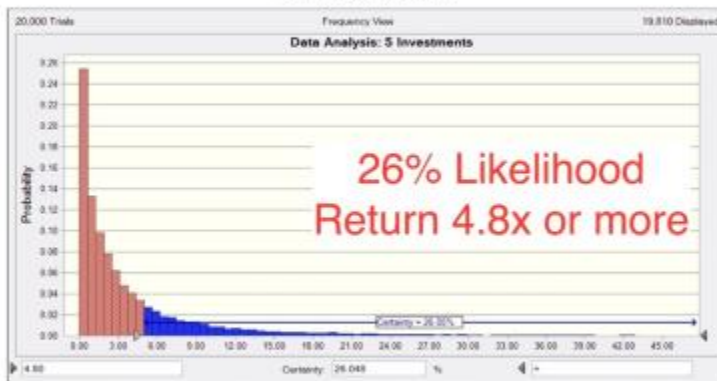 20,000 Trials Frequency View 19,810 Displayed
Data Analysis: 5 Investments
0.26
0.24
0.22
0.20
0.18
0.16
0.14
0.12
0.10
0.08
0.06
0.04
0.02
0.00
Probability
26% Likelihood
Return 4.8x or more
Certainty = 26.00%
0.00 3.00 6.00 9.00 12.00 15.00 18.00 21.00 24.00 27.00 30.00 33.00 36.00 39.00 42.00 45.00
4.80 Certainty: 26.048 %